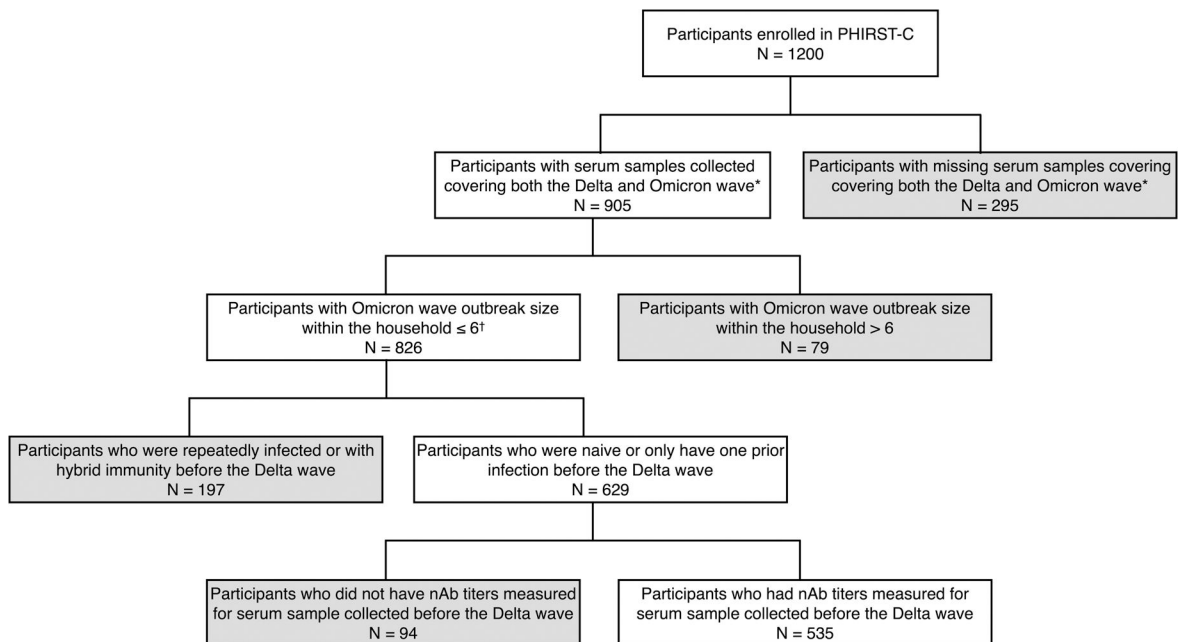 Participants enrolled in PHIRST-C
N = 1200
Participants with serum samples collected
covering both the Delta and Omicron wave*
N = 905
Participants with missing serum samples covering
covering both the Delta and Omicron wave*
N = 295
Participants with Omicron wave outbreak size
within the household ≤ 6†
N = 826
Participants with Omicron wave outbreak size
within the household > 6
N = 79
Participants who were repeatedly infected or with
hybrid immunity before the Delta wave
N = 197
Participants who were naive or only have one prior
infection before the Delta wave
N = 629
Participants who did not have nAb titers measured
for serum sample collected before the Delta wave
N = 94
Participants who had nAb titers measured for
serum sample collected before the Delta wave
N = 535